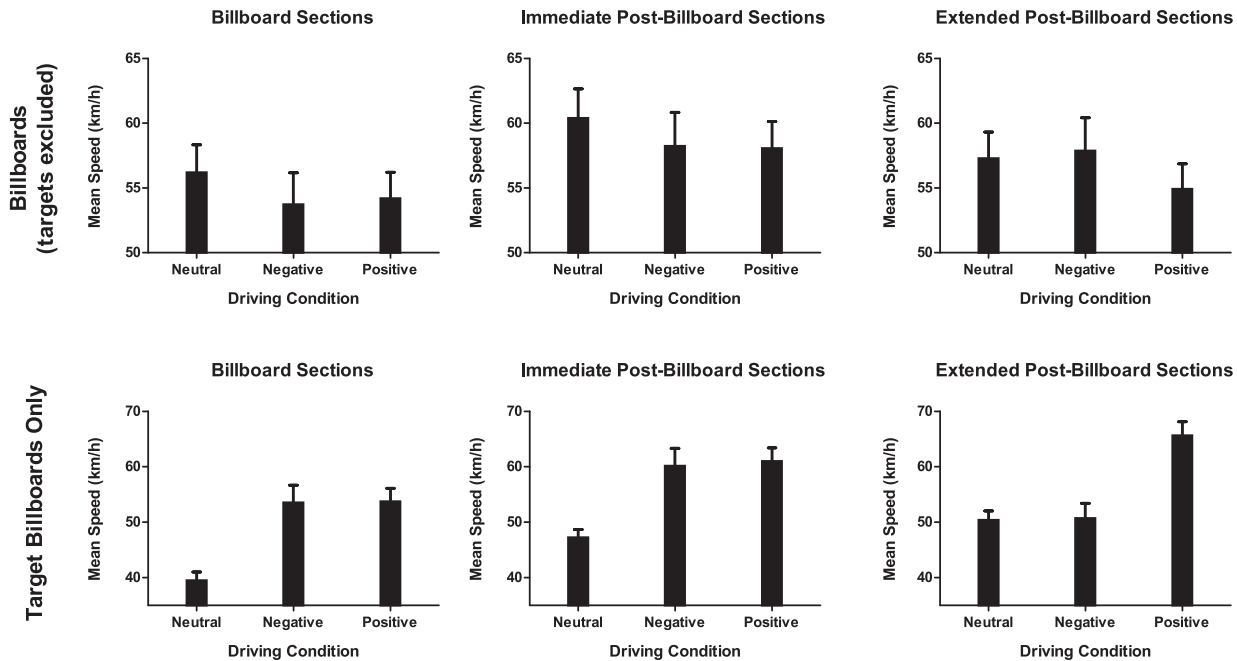 Billboards
(targets excluded)
Billboard Sections
Mean Speed (km/h)
65
60
55
50
Neutral Negative Positive
Driving Condition
Immediate Post-Billboard Sections
Mean Speed (km/h)
65
60
55
50
Neutral Negative Positive
Driving Condition
Extended Post-Billboard Sections
Mean Speed (km/h)
65
60
55
50
Neutral Negative Positive
Driving Condition
Target Billboards Only
Billboard Sections
Mean Speed (km/h)
70
60
50
40
Neutral Negative Positive
Driving Condition
Immediate Post-Billboard Sections
Mean Speed (km/h)
70
60
50
40
Neutral Negative Positive
Driving Condition
Extended Post-Billboard Sections
Mean Speed (km/h)
70
60
50
40
Neutral Negative Positive
Driving Condition